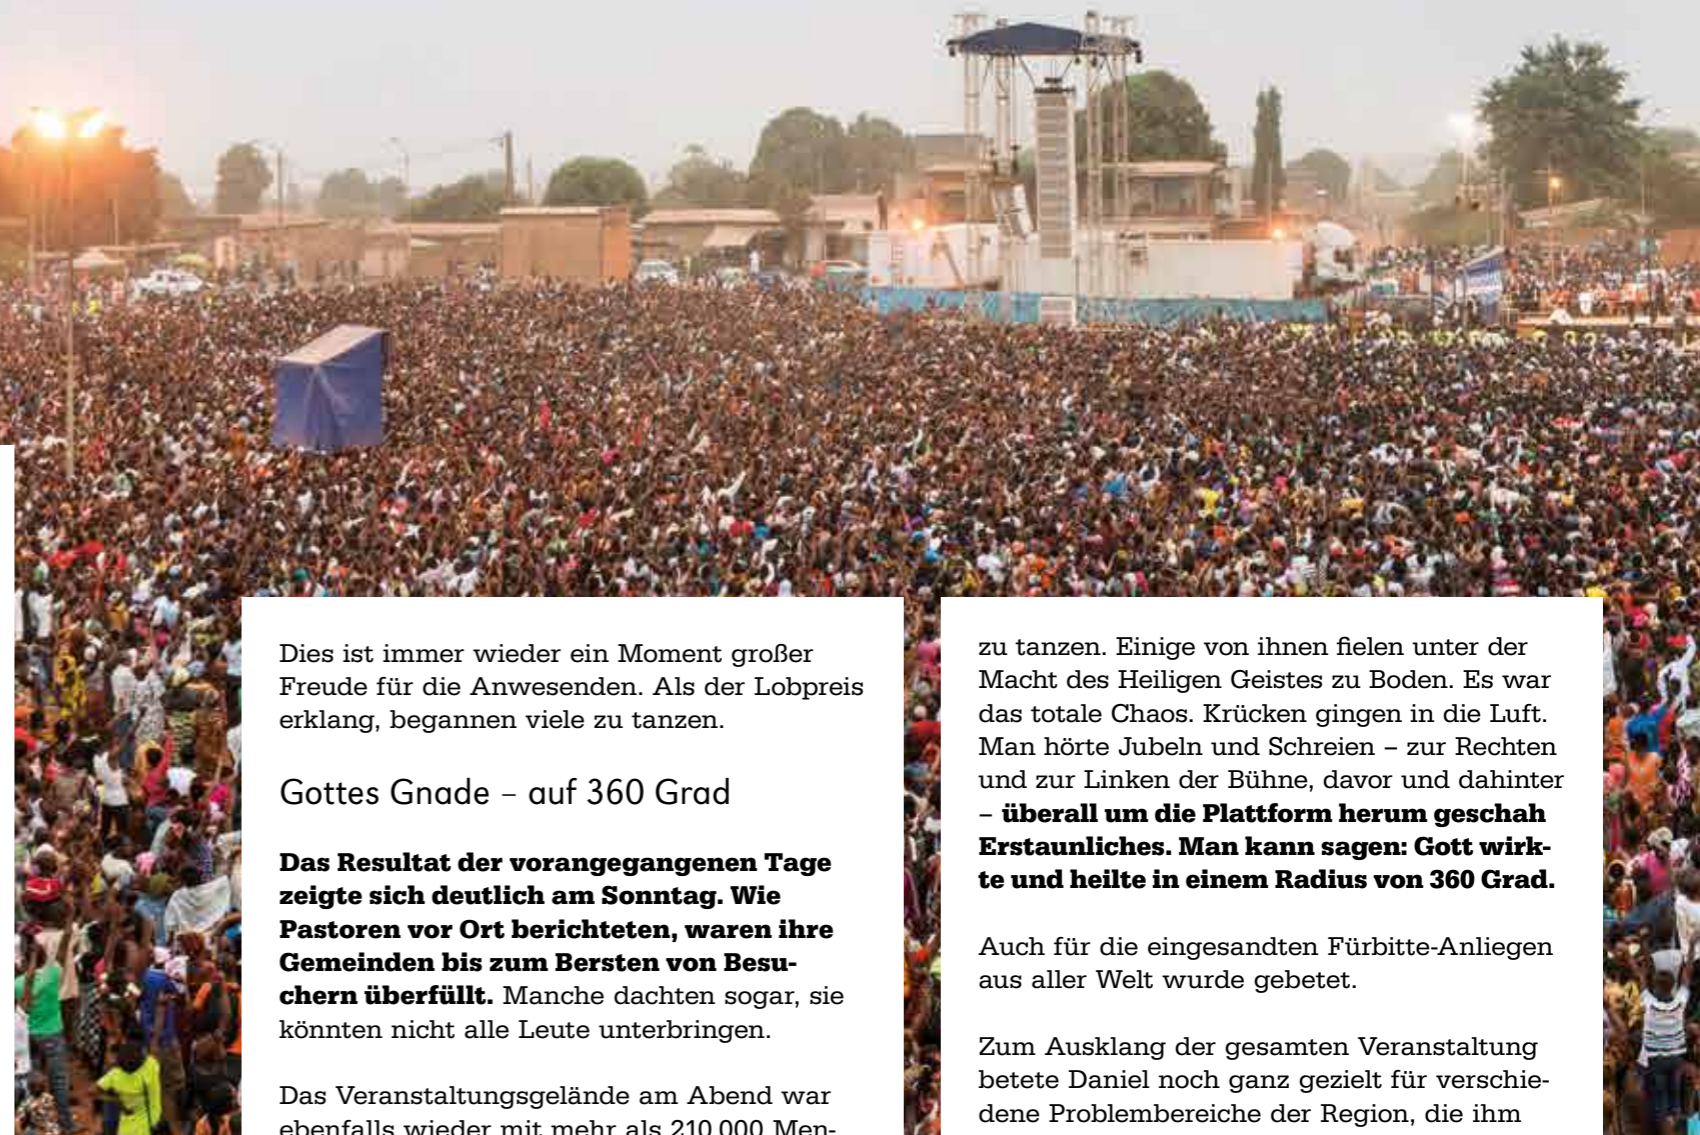 Dies ist immer wieder ein Moment großer
Freude für die Anwesenden. Als der Lobpreis
erklang, begannen viele zu tanzen.
Gottes Gnade – auf 360 Grad
Das Resultat der vorangegangenen Tage
zeigte sich deutlich am Sonntag. Wie
Pastoren vor Ort berichteten, waren ihre
Gemeinden bis zum Bersten von Besu-
chern überfüllt. Manche dachten sogar, sie
könnten nicht alle Leute unterbringen.
Das Veranstaltungsgelände am Abend war
ebenfalls wieder mit mehr als 210.000 Men-
zu tanzen. Einige von ihnen fielen unter der
Macht des Heiligen Geistes zu Boden. Es war
das totale Chaos. Krücken gingen in die Luft.
Man hörte Jubeln und Schreien – zur Rechten
und zur Linken der Bühne, davor und dahinter
– überall um die Plattform herum geschah
Erstaunliches. Man kann sagen: Gott wirk-
te und heilte in einem Radius von 360 Grad.
Auch für die eingesandten Fürbitte-Anliegen
aus aller Welt wurde gebetet.
Zum Ausklang der gesamten Veranstaltung
betete Daniel noch ganz gezielt für verschie-
dene Problembereiche der Region, die ihm